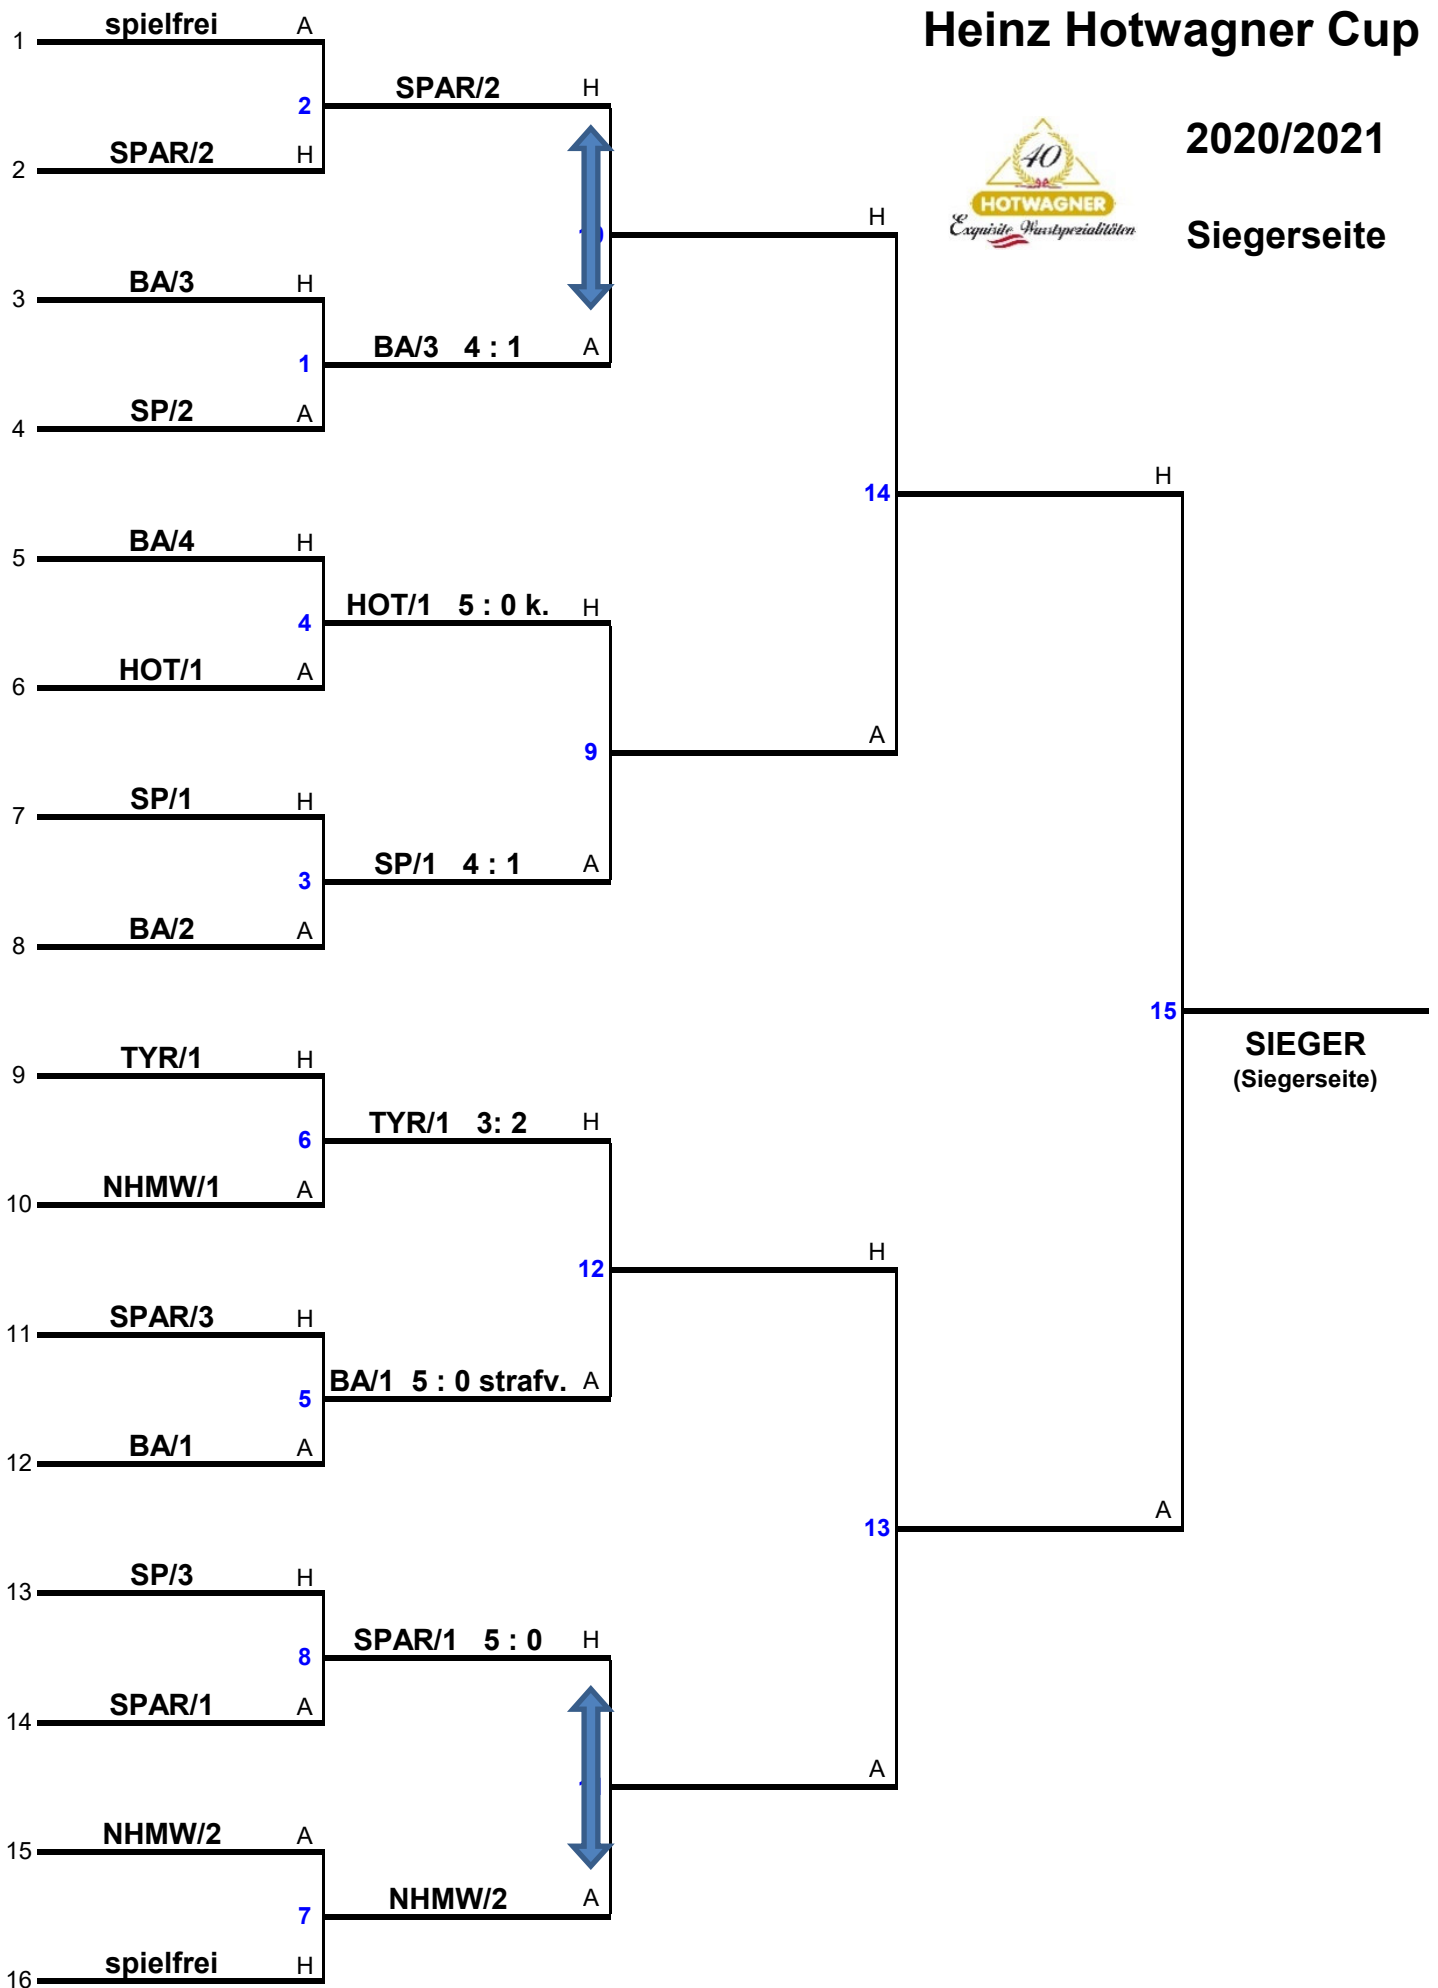 Heinz Hotwagner Cup
2020/2021
Siegerseite
40
HOTWAGNER
Exquisite Wurstspezialitäten
1 spielfrei A
2 SPAR/2 H
2 SPAR/2 H
3 BA/3 H
1 BA/3 4 : 1 A
4 SP/2 A
H
5 BA/4 H
4 HOT/1 5 : 0 k. H
6 HOT/1 A
9 A
7 SP/1 H
3 SP/1 4 : 1 A
8 BA/2 A
14 H
9 TYR/1 H
6 TYR/1 3: 2 H
10 NHMW/1 A
12 H
11 SPAR/3 H
5 BA/1 5 : 0 strafv. A
12 BA/1 A
13 A
13 SP/3 H
8 SPAR/1 5 : 0 H
14 SPAR/1 A
A
15 NHMW/2 A
7 NHMW/2 A
16 spielfrei H
15
SIEGER
(Siegerseite)